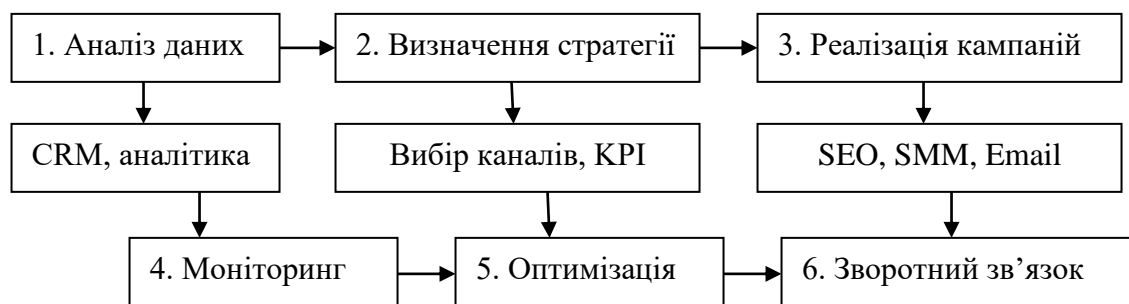 1. Аналіз даних
2. Визначення стратегії
3. Реалізація кампаній
CRM, аналітика
Вибір каналів, KPI
SEO, SMM, Email
4. Моніторинг
5. Оптимізація
6. Зворотний зв’язок